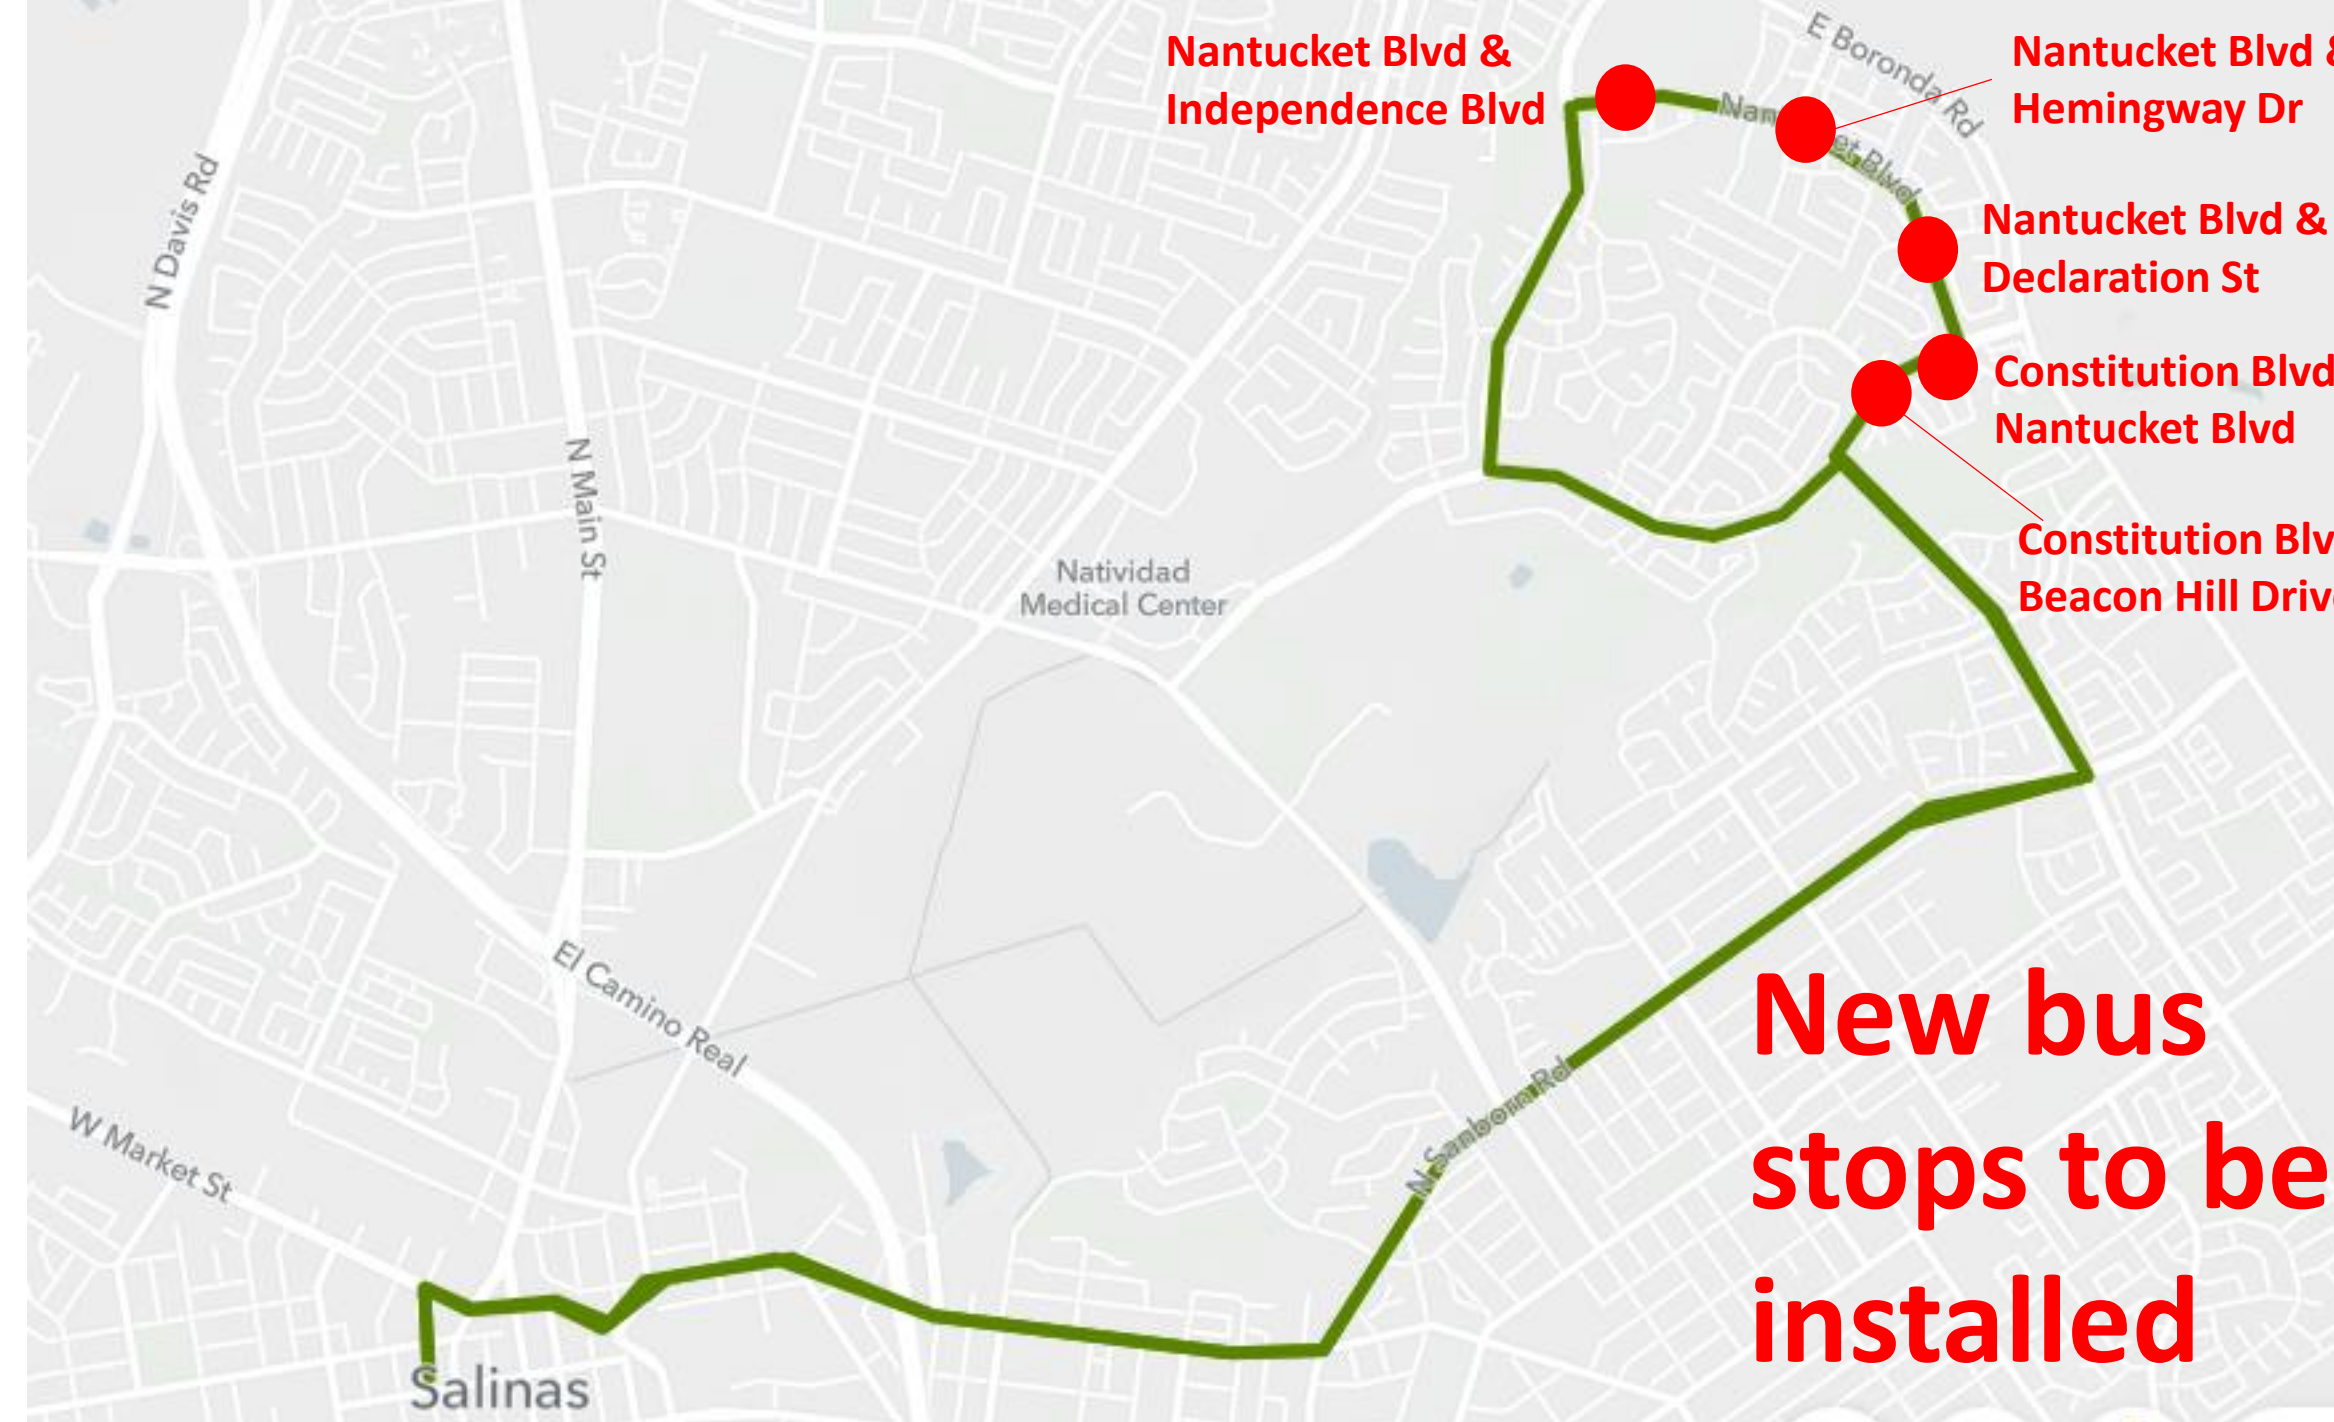 Nantucket Blvd &
Independence Blvd
E Boronda Rd
Nantucket Blvd &
Hemingway Dr
Nantucket Blvd
N Davis Rd
Nantucket Blvd &
Declaration St
Constitution Blvd
Nantucket Blvd
N Main St
Constitution Blv
Beacon Hill Drive
Natividad
Medical Center
El Camino Real
New bus
stops to be
installed
N Sanborn Rd
W Market St
Salinas